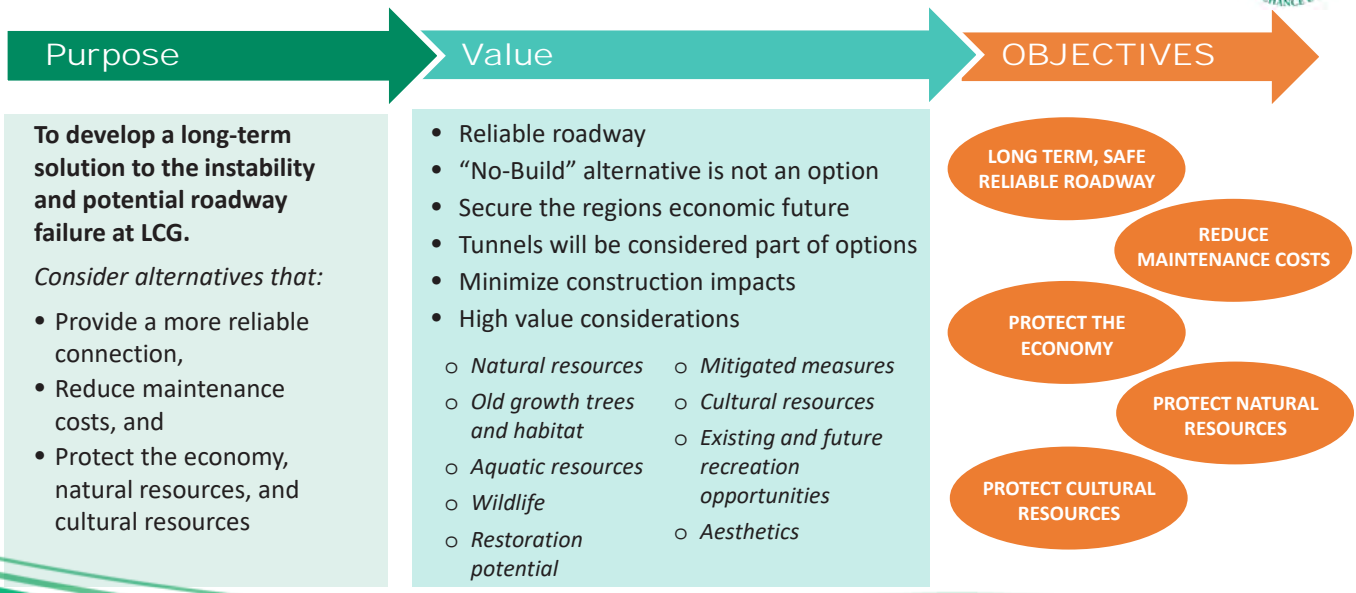 Purpose
To develop a long-term
solution to the instability
and potential roadway
failure at LCG.
Consider alternatives that:
• Provide a more reliable
connection,
• Reduce maintenance
costs, and
• Protect the economy,
natural resources, and
cultural resources
Value
• Reliable roadway
• “No-Build” alternative is not an option
• Secure the regions economic future
• Tunnels will be considered part of options
• Minimize construction impacts
• High value considerations
o Natural resources
o Old growth trees
and habitat
o Aquatic resources
o Wildlife
o Restoration
potential
o Mitigated measures
o Cultural resources
o Existing and future
recreation
opportunities
o Aesthetics
OBJECTIVES
LONG TERM, SAFE
RELIABLE ROADWAY
REDUCE
MAINTENANCE COSTS
PROTECT THE
ECONOMY
PROTECT NATURAL
RESOURCES
PROTECT CULTURAL
RESOURCES